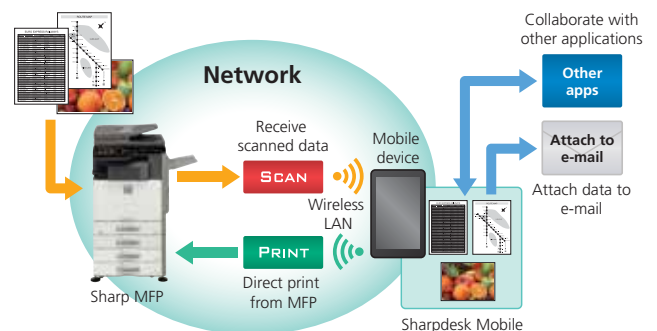 Collaborate with
other applications
Other
apps
Attach to
e-mail
Attach data to
e-mail
Network
Receive
scanned data
SCAN
Mobile
device
Wireless
LAN
PRINT
Direct print
from MFP
Sharp MFP
Sharpdesk Mobile